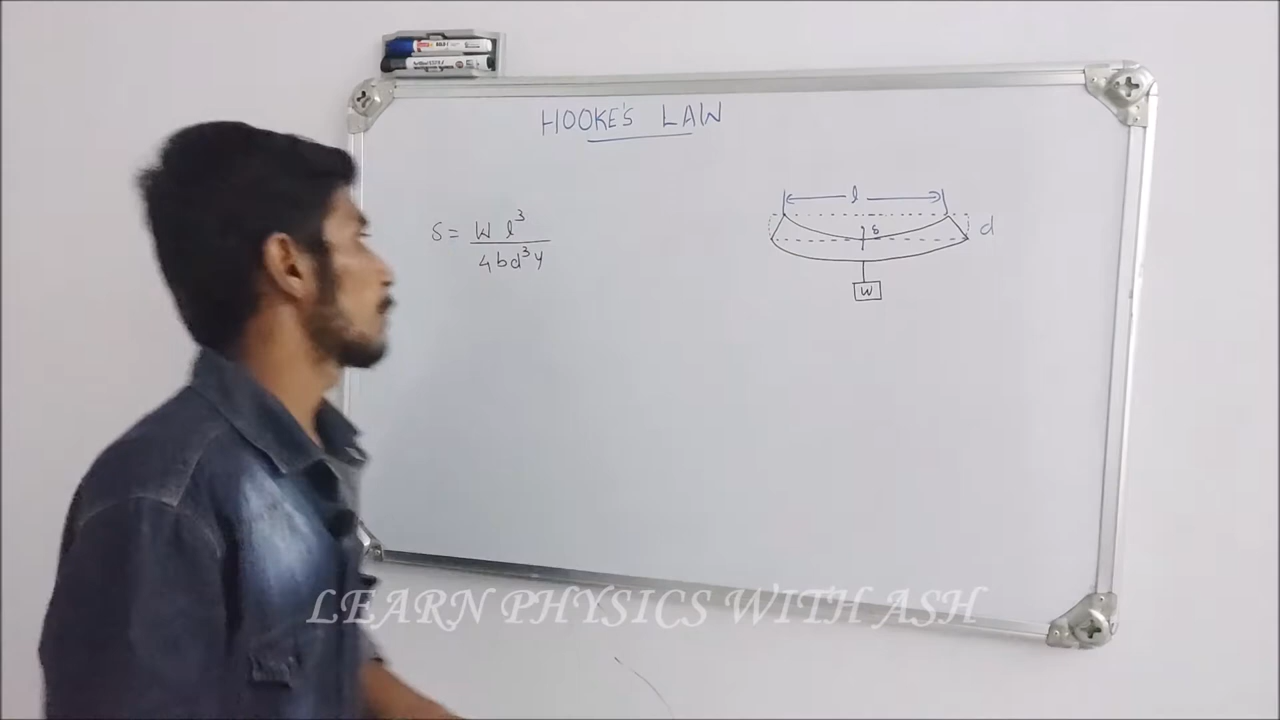 HOOKE'S LAW
l
δ = W l³
4bd³Y
δ
d
W
LEARN PHYSICS WITH ASH